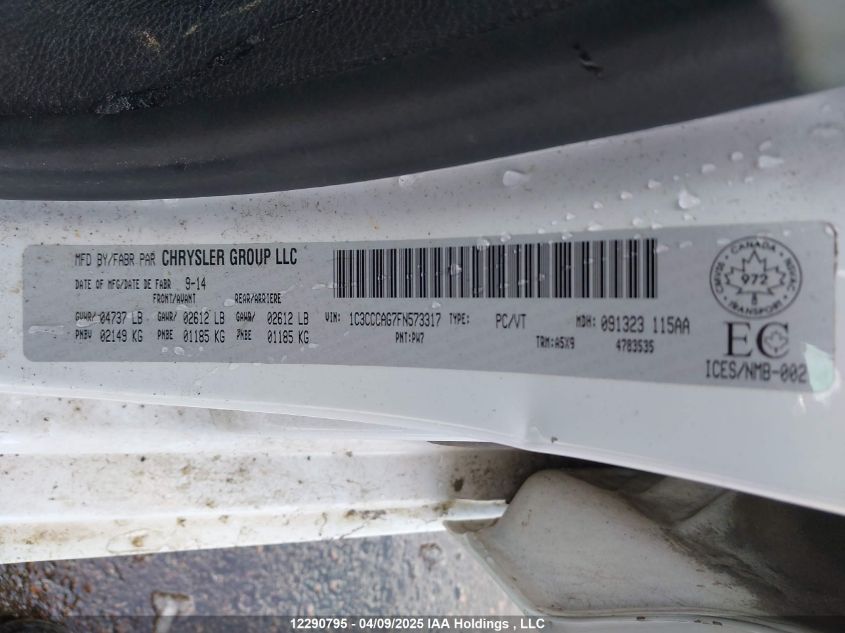 MFD BY/FABR PAR CHRYSLER GROUP LLC
DATE OF MFG/DATE DE FABR 9-14
FRONT/AVANT REAR/ARRIERE
GVWR/ 04737 LB GAWR/ 02612 LB GAWR/ 02612 LB
PNBV 02149 KG PNBE 01185 KG PNBE 01185 KG
VIN: 1C3CCCAG7FN573317 TYPE: PC/VT MDH: 091323 115AA
PNT:PW7 TRM:A5X9 4783535
CANADA
972
TRANSPORT
EC
ICES/NMB-002
12290795 - 04/09/2025 IAA Holdings , LLC